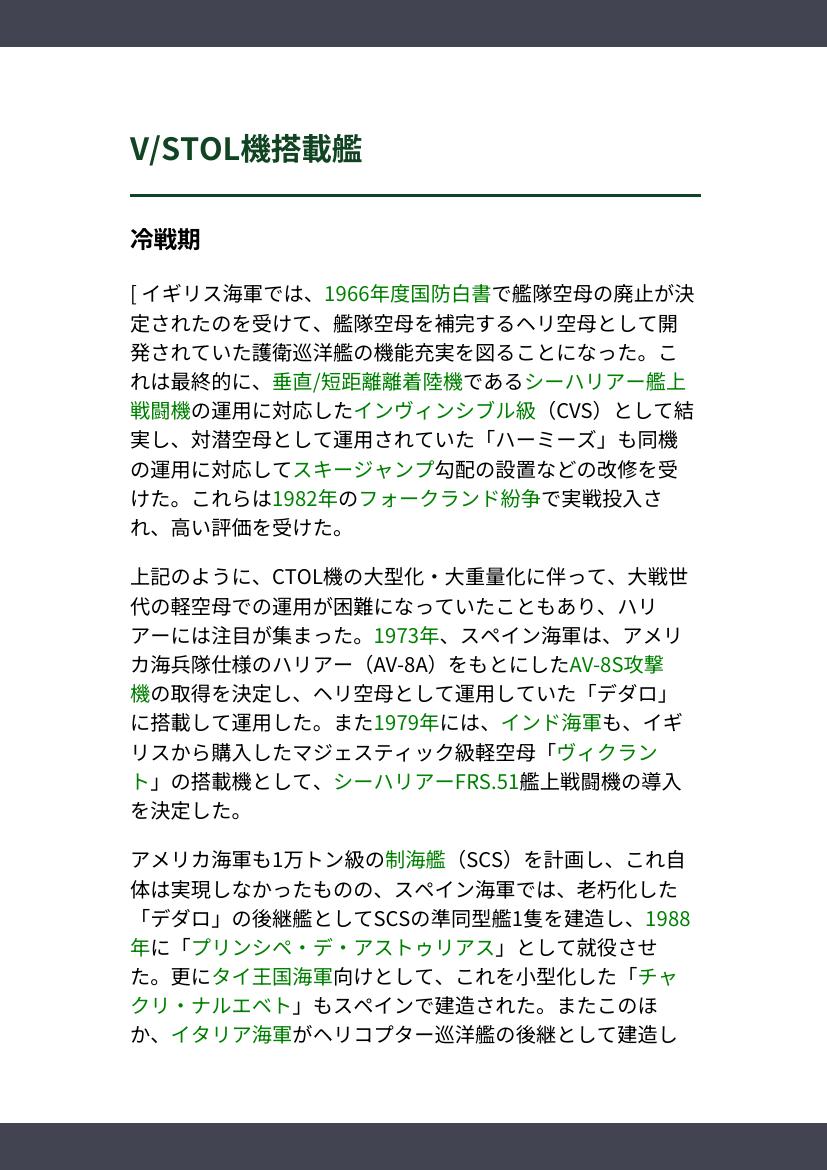 V/STOL機搭載艦
冷戦期
[ イギリス海軍では、1966年度国防白書で艦隊空母の廃止が決
定されたのを受けて、艦隊空母を補完するヘリ空母として開
発されていた護衛巡洋艦の機能充実を図ることになった。こ
れは最終的に、垂直/短距離離着陸機であるシーハリアー艦上
戦闘機の運用に対応したインヴィンシブル級（CVS）として結
実し、対潜空母として運用されていた「ハーミーズ」も同機
の運用に対応してスキージャンプ勾配の設置などの改修を受
けた。これらは1982年のフォークランド紛争で実戦投入さ
れ、高い評価を受けた。
上記のように、CTOL機の大型化・大重量化に伴って、大戦世
代の軽空母での運用が困難になっていたこともあり、ハリ
アーには注目が集まった。1973年、スペイン海軍は、アメリ
カ海兵隊仕様のハリアー（AV-8A）をもとにしたAV-8S攻撃
機の取得を決定し、ヘリ空母として運用していた「デダロ」
に搭載して運用した。また1979年には、インド海軍も、イギ
リスから購入したマジェスティック級軽空母「ヴィクラン
ト」の搭載機として、シーハリアーFRS.51艦上戦闘機の導入
を決定した。
アメリカ海軍も1万トン級の制海艦（SCS）を計画し、これ自
体は実現しなかったものの、スペイン海軍では、老朽化した
「デダロ」の後継艦としてSCSの準同型艦1隻を建造し、1988
年に「プリンシペ・デ・アストゥリアス」として就役させ
た。更にタイ王国海軍向けとして、これを小型化した「チャ
クリ・ナルエベト」もスペインで建造された。またこのほ
か、イタリア海軍がヘリコプター巡洋艦の後継として建造し